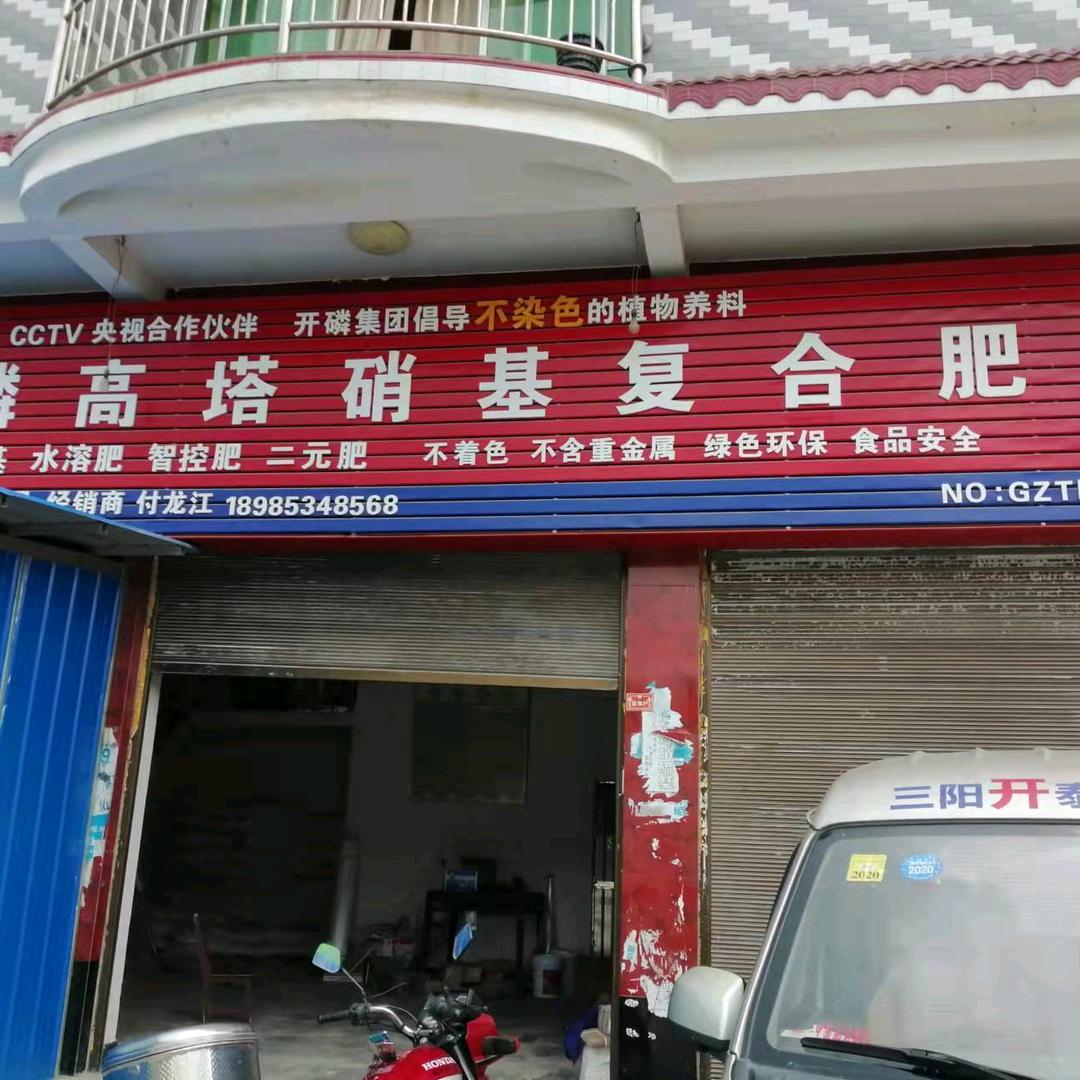 CCTV 央视合作伙伴 开磷集团倡导不染色的植物养料
磷高塔硝基复合肥
基 水溶肥 智控肥 二元肥 不着色 不含重金属 绿色环保 食品安全
经销商 付龙江 18985348568 NO:GZT
三阳开泰
2020 2020
HONDA